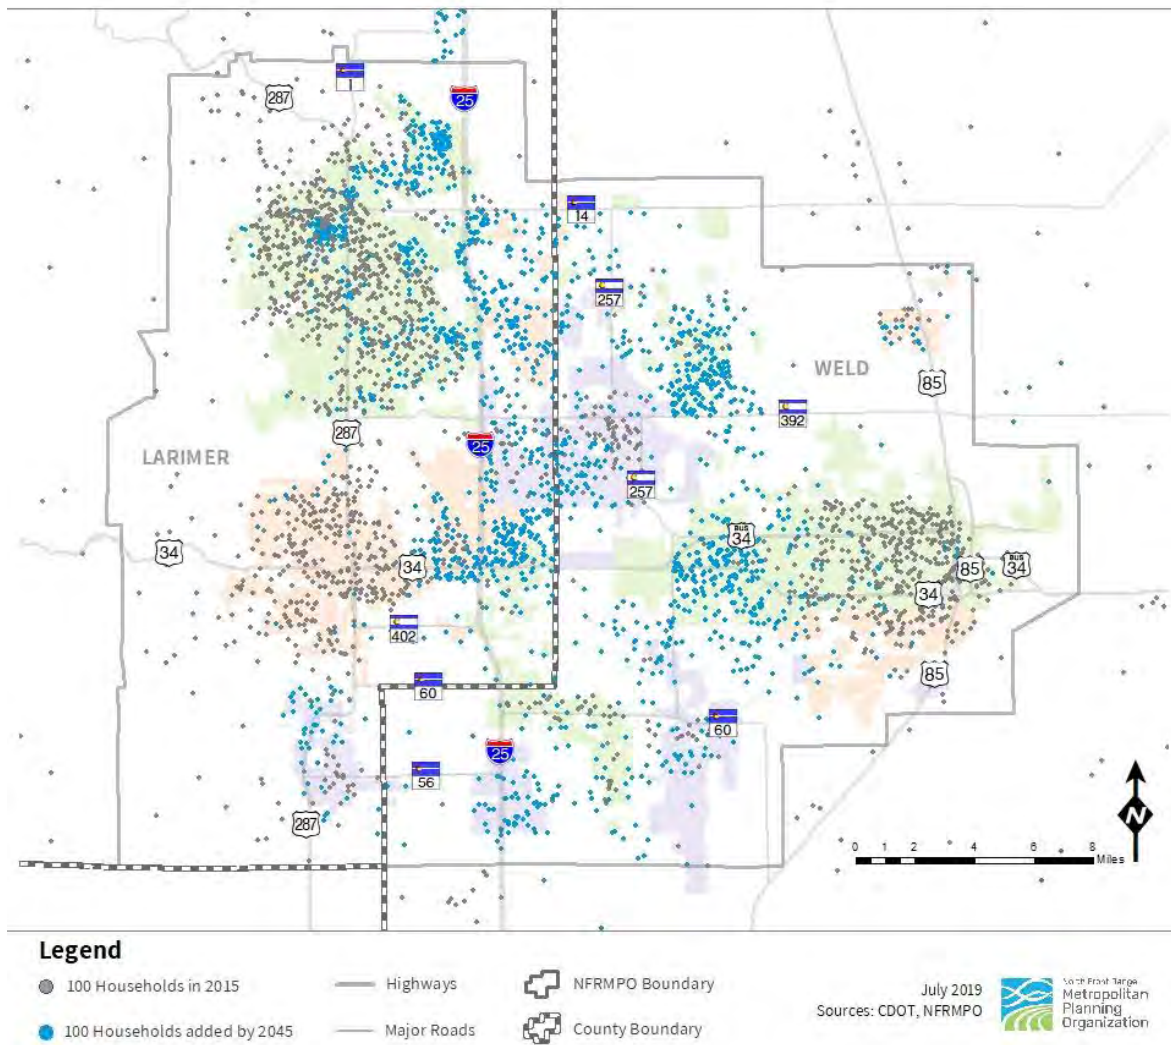 1
287
25
14
257
WELD
85
392
287
25
LARIMER
257
BUS
34
34
34
85
BUS
34
34
402
85
60
60
25
56
287
N
0 1 2 4 6 8
Miles
Legend
100 Households in 2015
Highways
NFRMPO Boundary
100 Households added by 2045
Major Roads
County Boundary
July 2019
Sources: CDOT, NFRMPO
North Front Range
Metropolitan
Planning
Organization